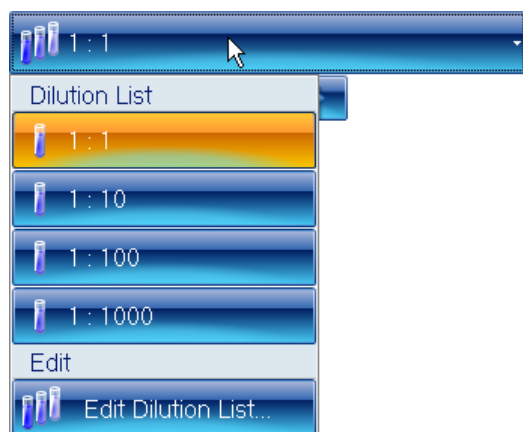 1 : 1
Dilution List
1 : 1
1 : 10
1 : 100
1 : 1000
Edit
Edit Dilution List...